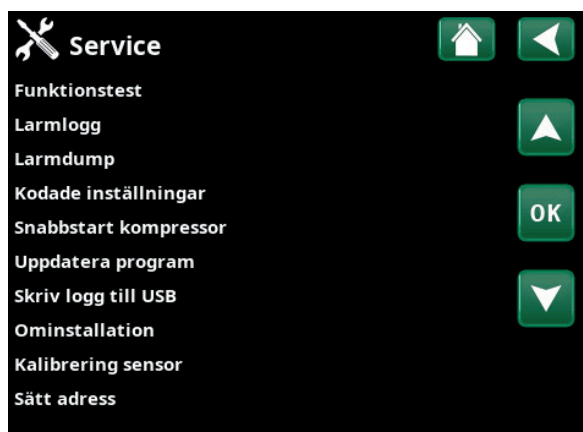 Service
Funktionstest
Larmlogg
Larmdump
Kodade inställningar
Snabbstart kompressor
OK
Uppdatera program
Skriv logg till USB
Ominstallation
Kalibrering sensor
Sätt adress